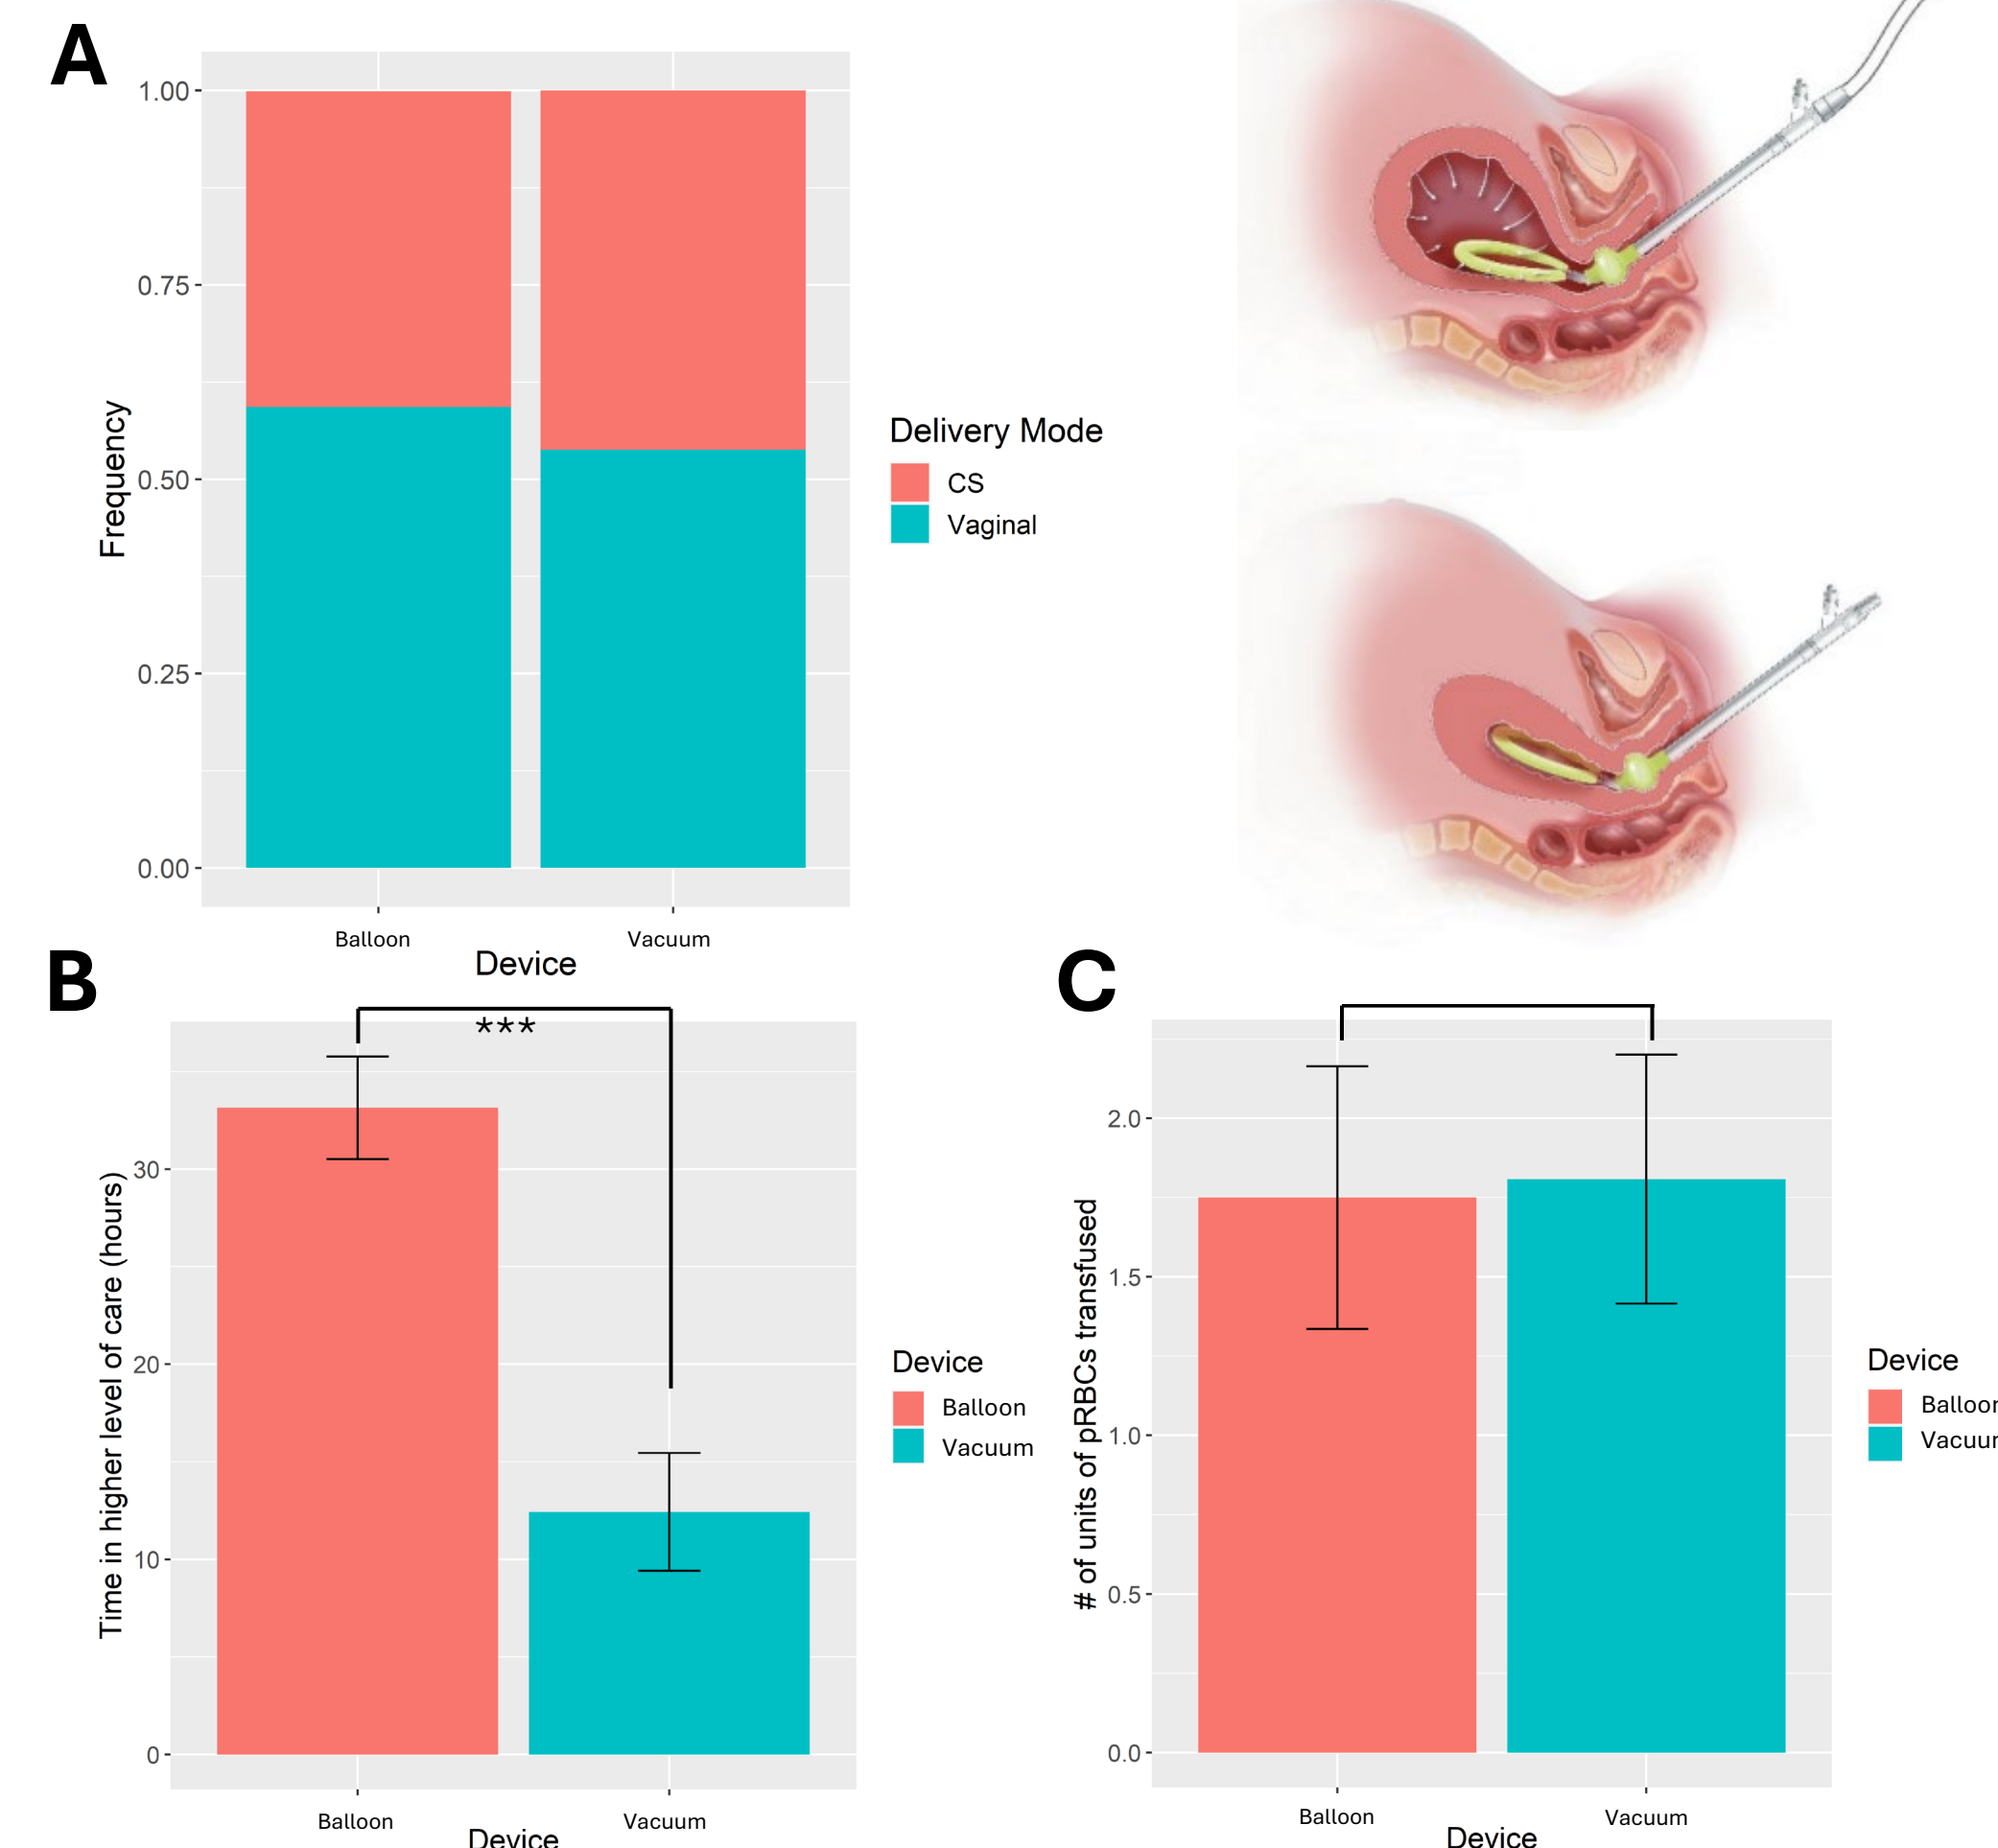 A
1.00
0.75
0.50
0.25
0.00
Frequency
Balloon Vacuum
Device
Delivery Mode
CS
Vaginal
B
***
30
20
10
0
Time in higher level of care (hours)
Balloon Vacuum
Device
Device
Balloon
Vacuum
C
2.0
1.5
1.0
0.5
0.0
# of units of pRBCs transfused
Balloon Vacuum
Device
Device
Balloon
Vacuum